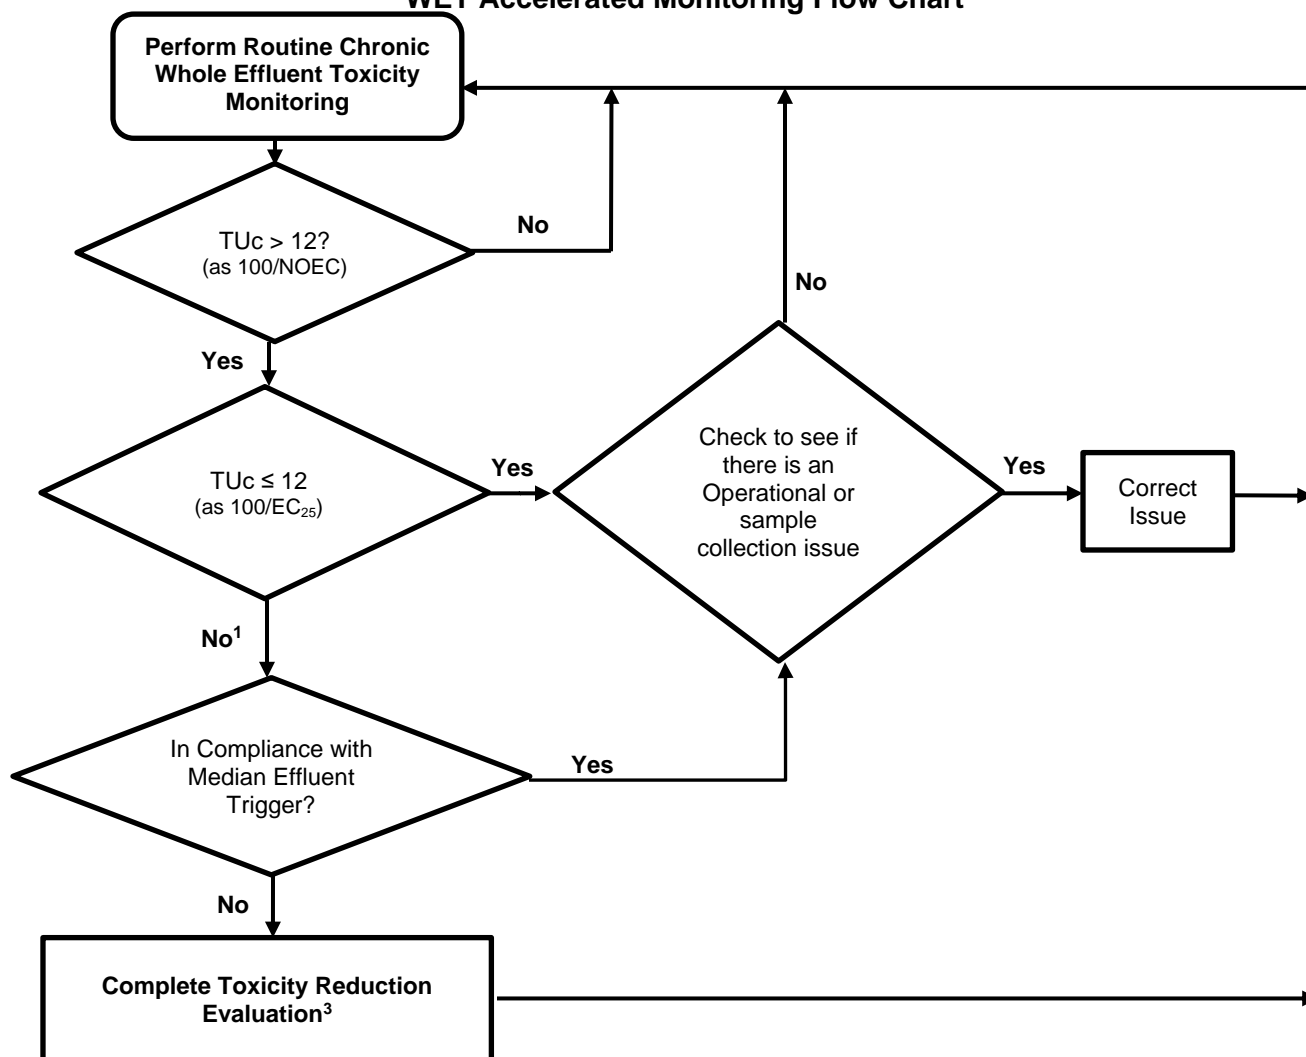 WET Accelerated Monitoring Flow Chart
Perform Routine Chronic
Whole Effluent Toxicity
Monitoring
TUc > 12?
(as 100/NOEC)
No
Yes
TUc ≤ 12
(as 100/EC₂₅)
Yes
No
Check to see if
there is an
Operational or
sample
collection issue
Yes
Correct
Issue
No¹
In Compliance with
Median Effluent
Trigger?
Yes
No
Complete Toxicity Reduction
Evaluation³